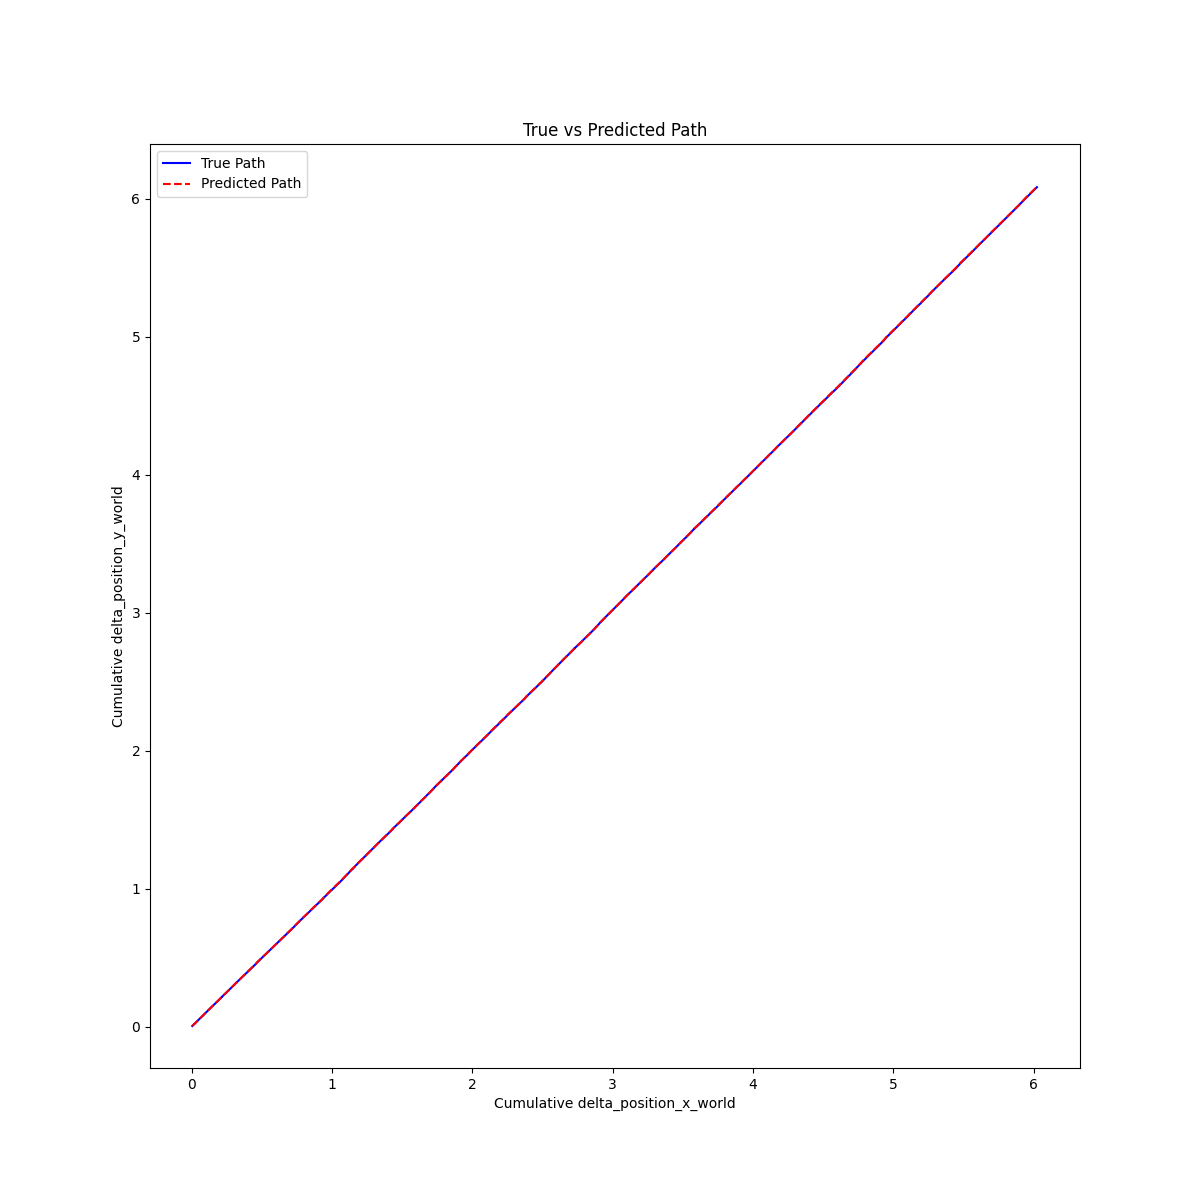 True vs Predicted Path
True Path
Predicted Path
6
5
4
3
2
1
0
Cumulative delta_position_y_world
0 1 2 3 4 5 6
Cumulative delta_position_x_world